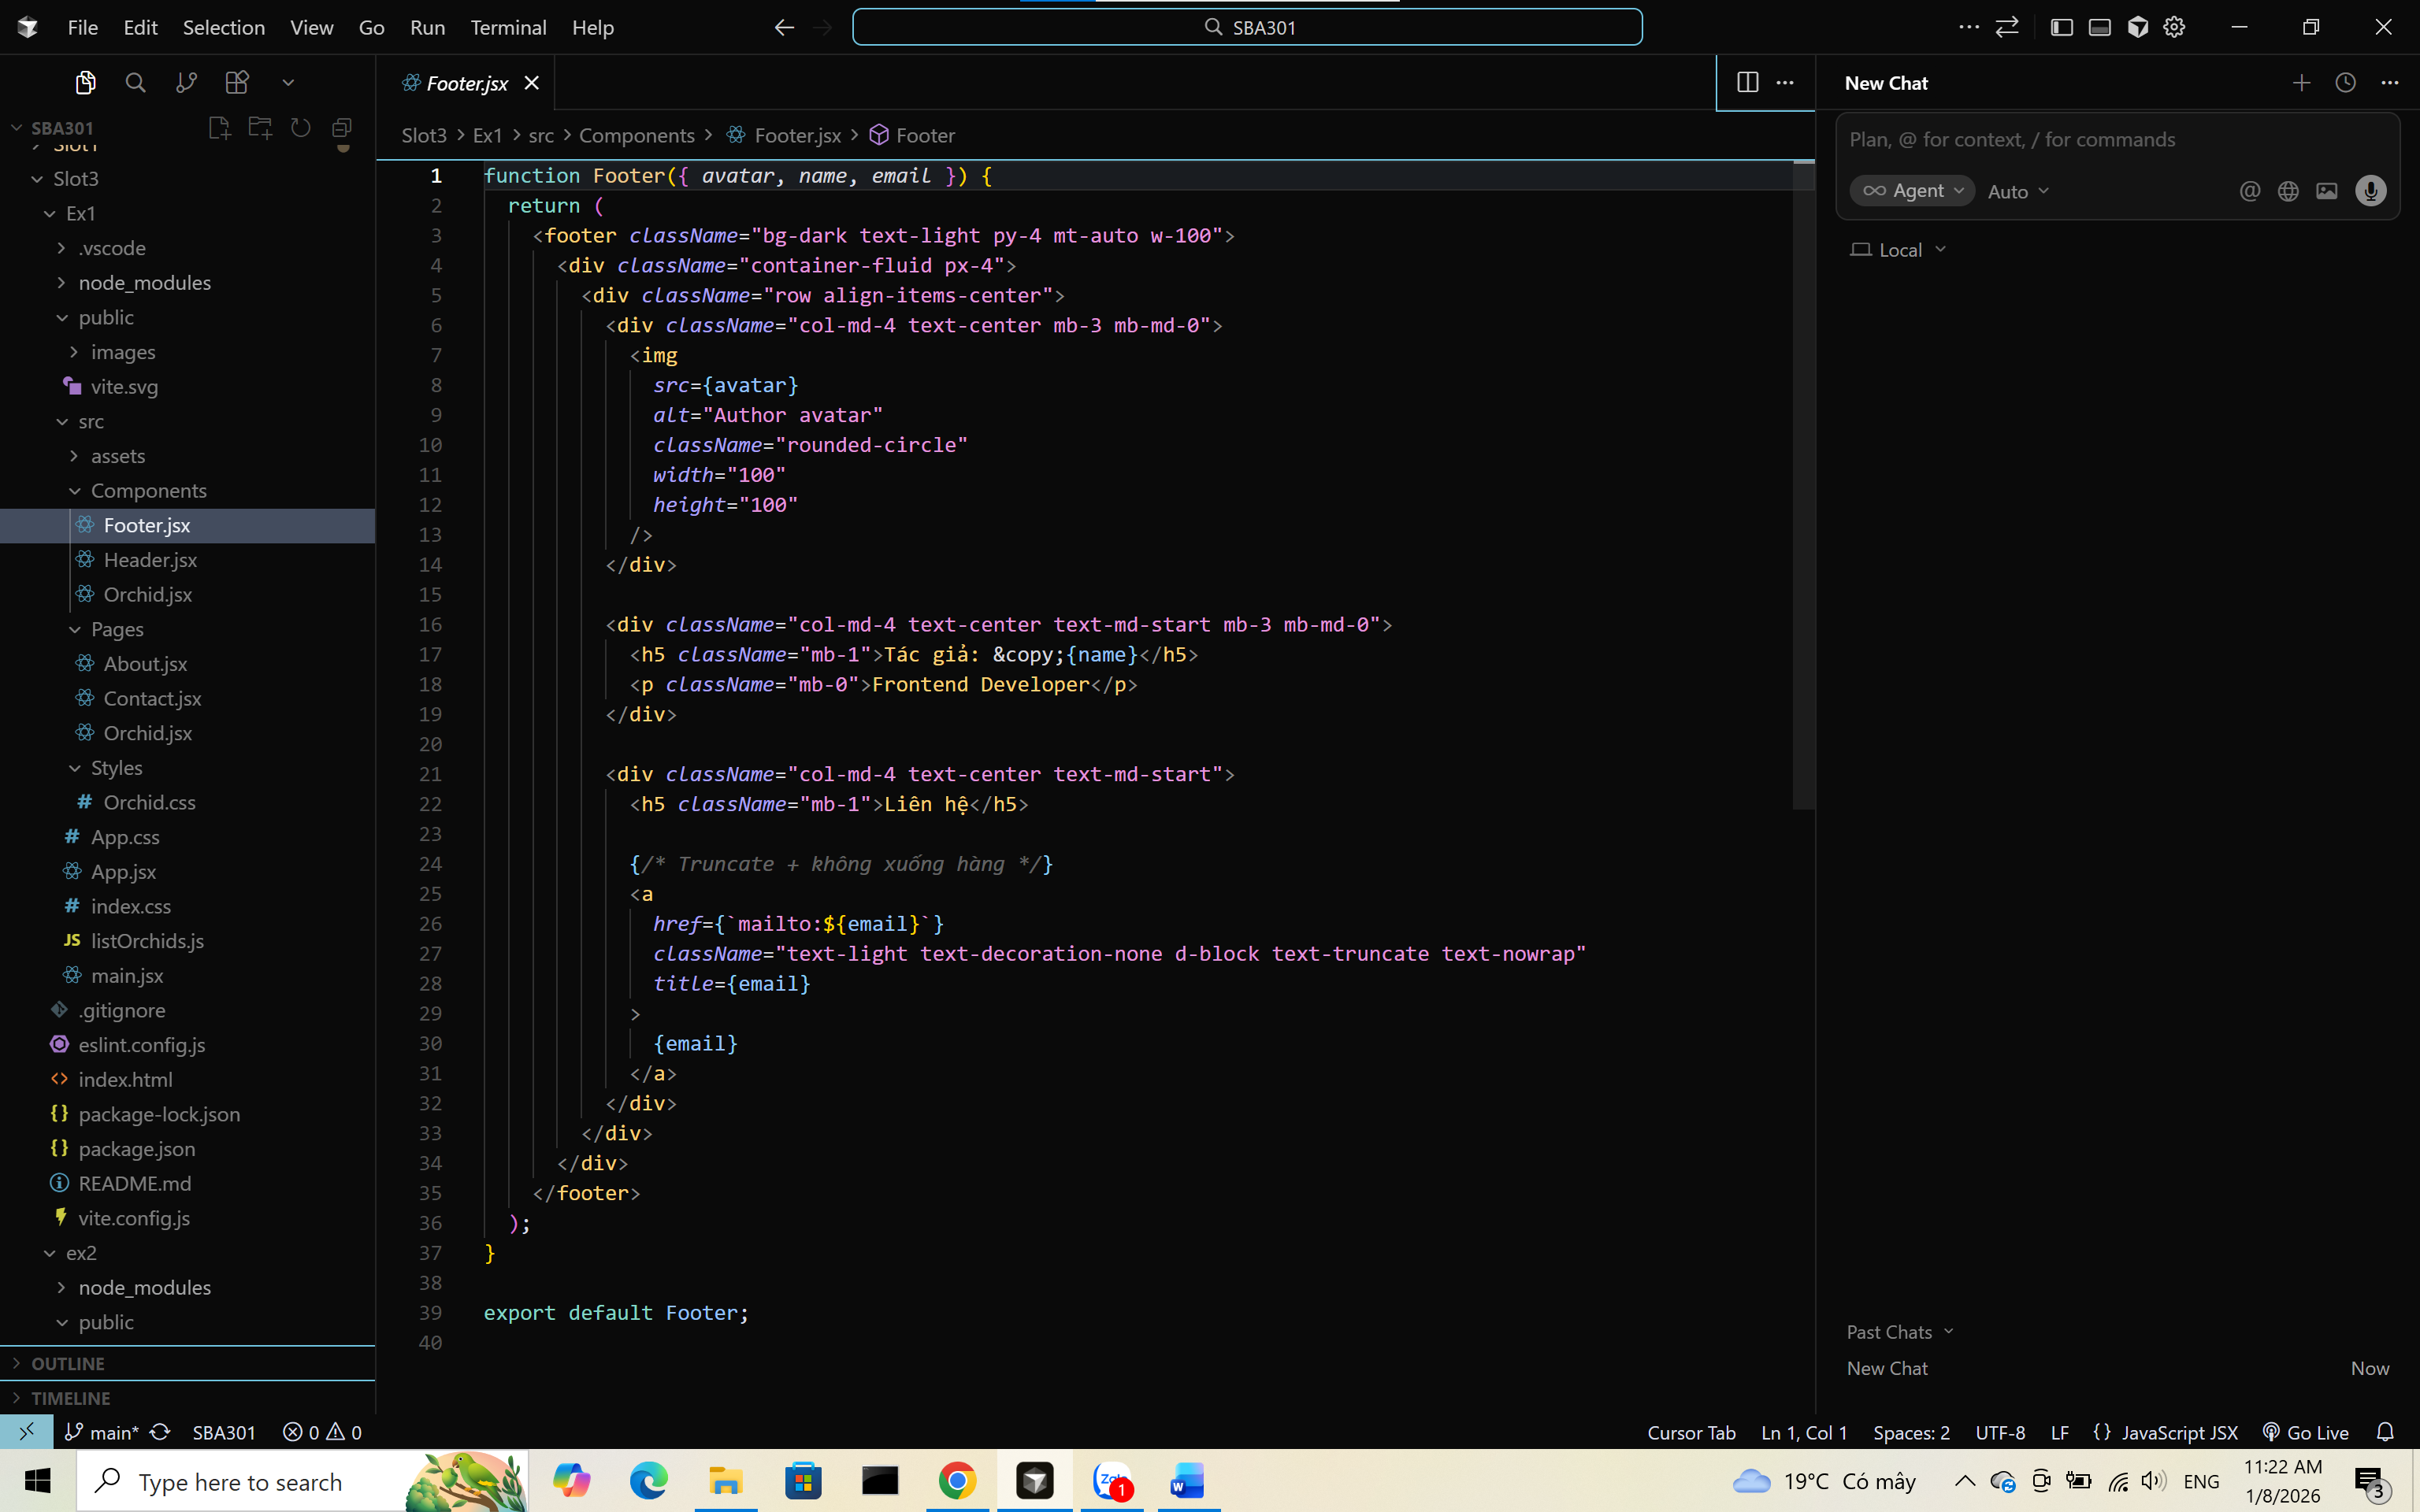 File Edit Selection View Go Run Terminal Help
SBA301
Footer.jsx
New Chat
SBA301
Slot1
Slot3
Ex1
.vscode
node_modules
public
images
vite.svg
src
assets
Components
Footer.jsx
Header.jsx
Orchid.jsx
Pages
About.jsx
Contact.jsx
Orchid.jsx
Styles
Orchid.css
App.css
App.jsx
index.css
JS listOrchids.js
main.jsx
.gitignore
eslint.config.js
index.html
package-lock.json
package.json
README.md
vite.config.js
ex2
node_modules
public
OUTLINE
TIMELINE
Slot3 > Ex1 > src > Components > Footer.jsx > Footer
1 function Footer({ avatar, name, email }) {
2 return (
3 <footer className="bg-dark text-light py-4 mt-auto w-100">
4 <div className="container-fluid px-4">
5 <div className="row align-items-center">
6 <div className="col-md-4 text-center mb-3 mb-md-0">
7 <img
8 src={avatar}
9 alt="Author avatar"
10 className="rounded-circle"
11 width="100"
12 height="100"
13 />
14 </div>
15
16 <div className="col-md-4 text-center text-md-start mb-3 mb-md-0">
17 <h5 className="mb-1">Tác giả: &copy;{name}</h5>
18 <p className="mb-0">Frontend Developer</p>
19 </div>
20
21 <div className="col-md-4 text-center text-md-start">
22 <h5 className="mb-1">Liên hệ</h5>
23
24 {/* Truncate + không xuống hàng */}
25 <a
26 href={`mailto:${email}`}
27 className="text-light text-decoration-none d-block text-truncate text-nowrap"
28 title={email}
29 >
30 {email}
31 </a>
32 </div>
33 </div>
34 </div>
35 </footer>
36 );
37 }
38
39 export default Footer;
40
Plan, @ for context, / for commands
Agent Auto
Local
Past Chats
New Chat Now
main* SBA301 0 0
Cursor Tab Ln 1, Col 1 Spaces: 2 UTF-8 LF {} JavaScript JSX Go Live
Type here to search
Zalo 1
W
19°C Có mây
ENG
11:22 AM
1/8/2026
3